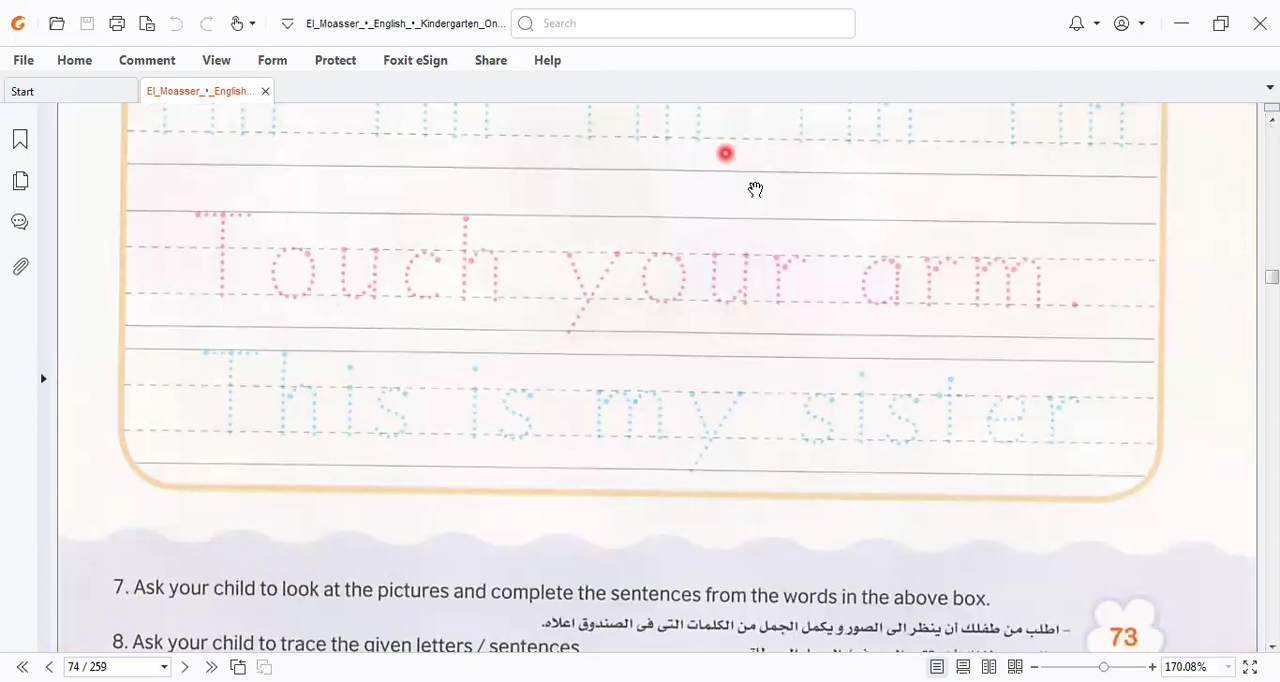 El_Moasser_•_English_-_Kindergarten_On...
Search
File Home Comment View Form Protect Foxit eSign Share Help
Start
El_Moasser_•_English...
Touch your arm.
This is my sister
7. Ask your child to look at the pictures and complete the sentences from the words in the above box.
- اطلب من طفلك أن ينظر الى الصور و يكمل الجمل من الكلمات التى فى الصندوق اعلاه.
8. Ask your child to trace the given letters / sentences
73
74 / 259
170.08%